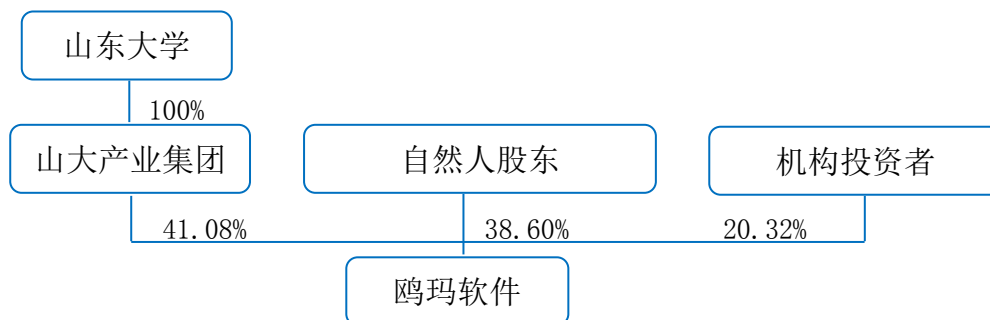 山东大学
100%
山大产业集团
自然人股东
机构投资者
41.08%
38.60%
20.32%
鸥玛软件